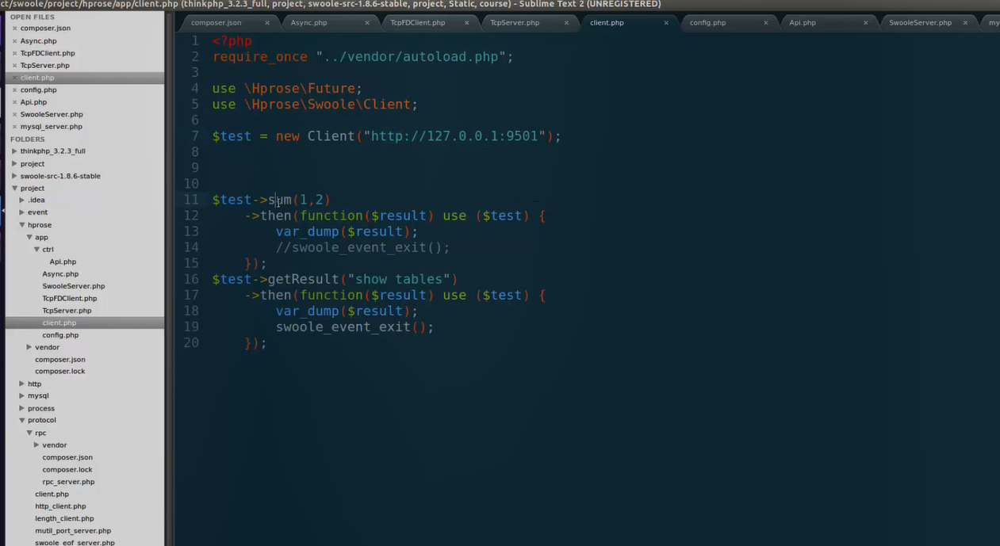 ct/swoole/project/hprose/app/client.php (thinkphp_3.2.3_full, project, swoole-src-1.8.6-stable, project, Static, course) - Sublime Text 2 (UNREGISTERED)
composer.json
Async.php
TcpFDClient.php
TcpServer.php
client.php
config.php
Api.php
SwooleServer.php
my
OPEN FILES
composer.json
Async.php
TcpFDClient.php
TcpServer.php
client.php
config.php
Api.php
SwooleServer.php
mysql_server.php
FOLDERS
thinkphp_3.2.3_full
project
swoole-src-1.8.6-stable
project
.idea
event
hprose
app
ctrl
Api.php
Async.php
SwooleServer.php
TcpFDClient.php
TcpServer.php
client.php
config.php
vendor
composer.json
composer.lock
http
mysql
process
protocol
rpc
vendor
composer.json
composer.lock
rpc_server.php
client.php
http_client.php
length_client.php
mutil_port_server.php
swoole_eof_server.php
1 <?php
2 require_once "../vendor/autoload.php";
3
4 use \Hprose\Future;
5 use \Hprose\Swoole\Client;
6
7 $test = new Client("http://127.0.0.1:9501");
8
9
10
11 $test->sum(1,2)
12     ->then(function($result) use ($test) {
13         var_dump($result);
14         //swoole_event_exit();
15     });
16 $test->getResult("show tables")
17     ->then(function($result) use ($test) {
18         var_dump($result);
19         swoole_event_exit();
20     });